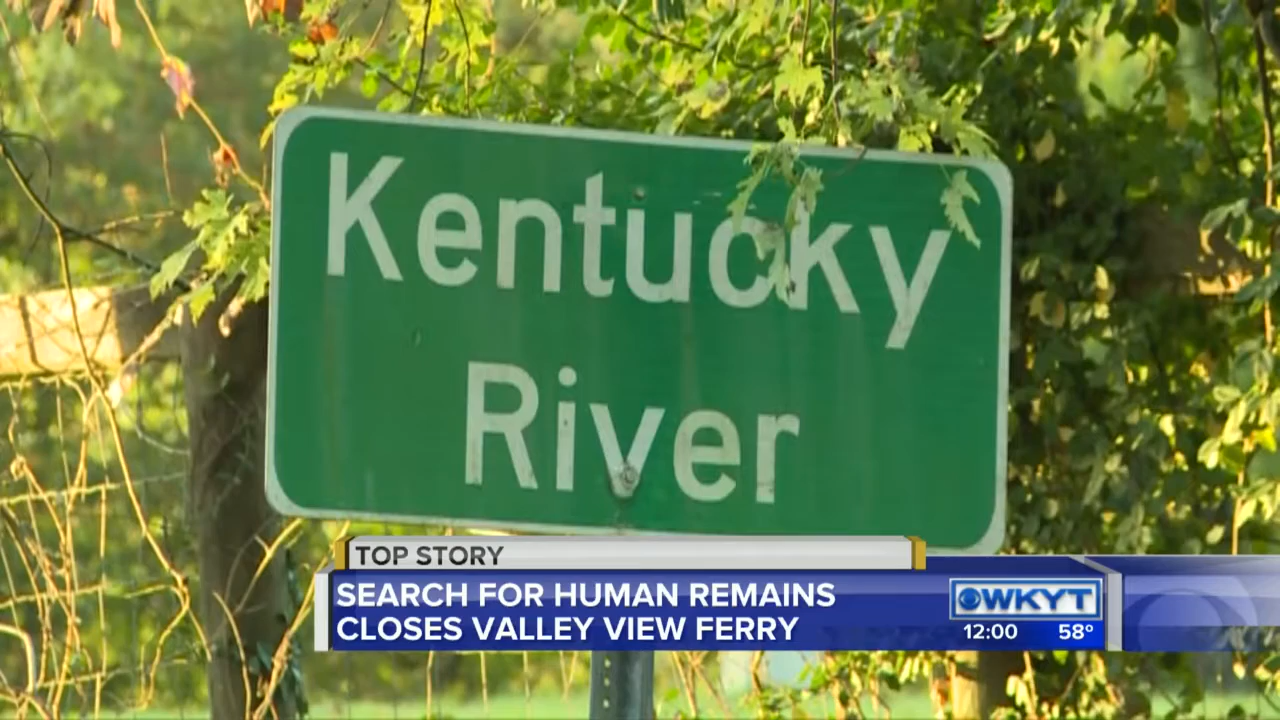 Kentucky
River
TOP STORY
SEARCH FOR HUMAN REMAINS
CLOSES VALLEY VIEW FERRY
WKYT
12:00 58°